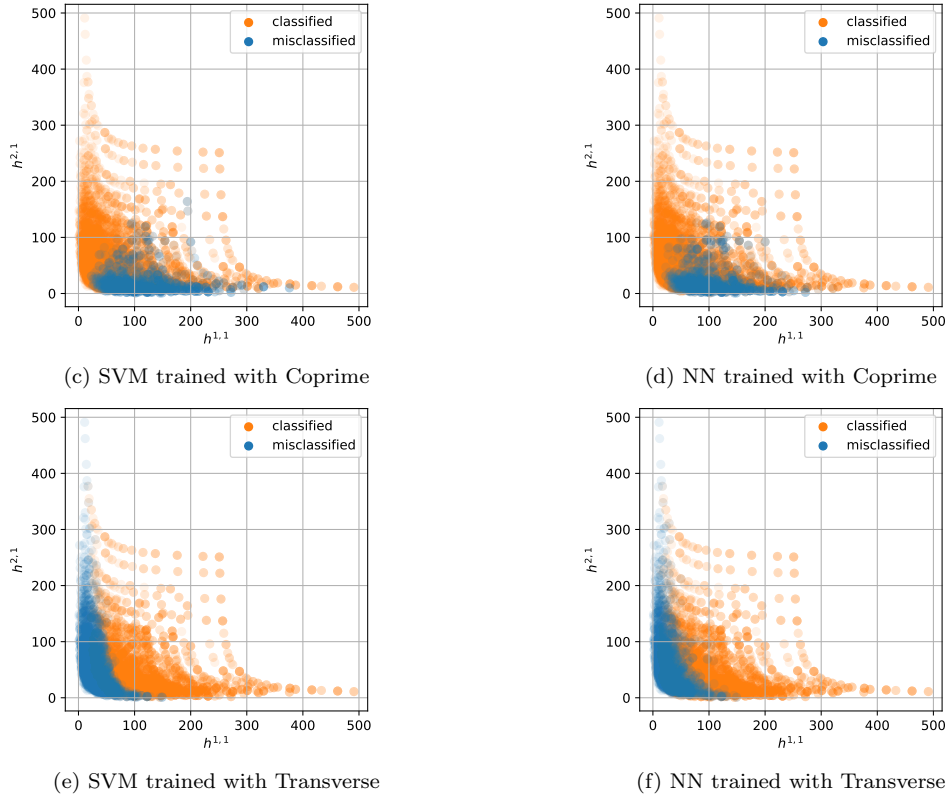 500
400
300
200
100
0
h^{2,1}
classified
misclassified
0 100 200 300 400 500
h^{1,1}
500
400
300
200
100
0
h^{2,1}
classified
misclassified
0 100 200 300 400 500
h^{1,1}
(c) SVM trained with Coprime
(d) NN trained with Coprime
500
400
300
200
100
0
h^{2,1}
classified
misclassified
0 100 200 300 400 500
h^{1,1}
500
400
300
200
100
0
h^{2,1}
classified
misclassified
0 100 200 300 400 500
h^{1,1}
(e) SVM trained with Transverse
(f) NN trained with Transverse